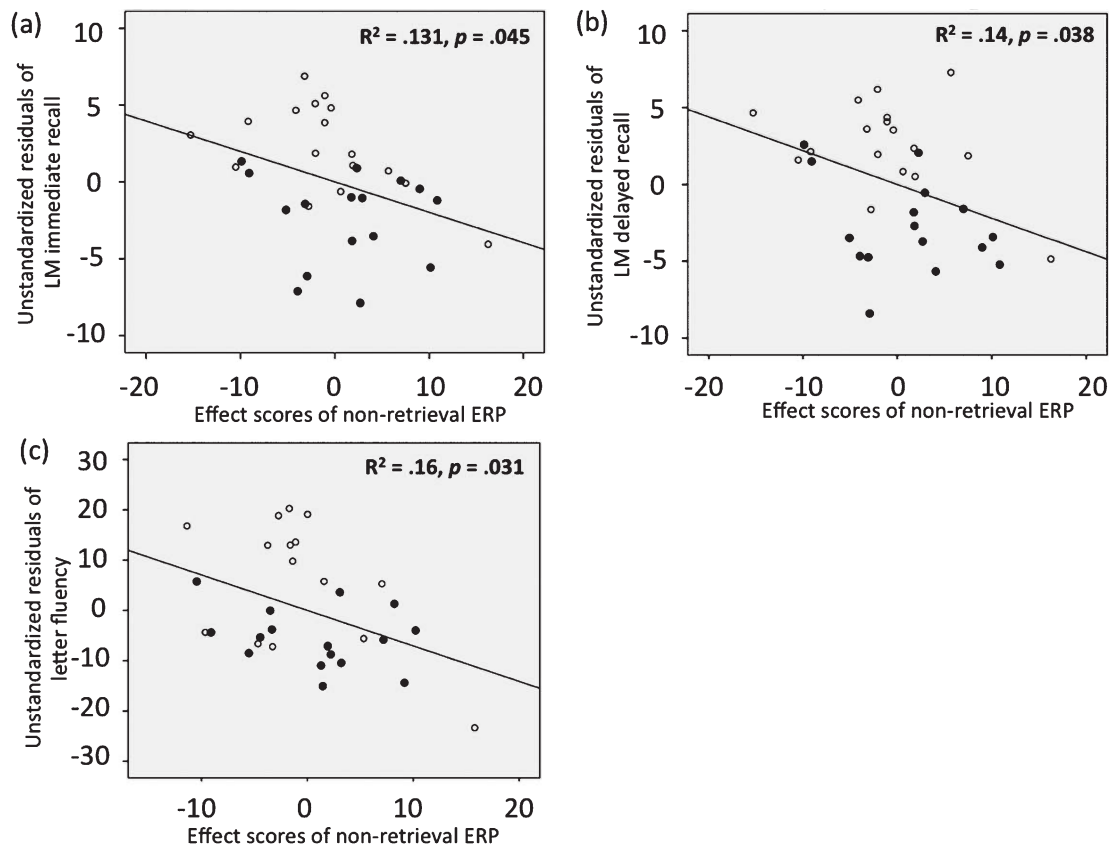 (a)
R² = .131, p = .045
Unstandardized residuals of
LM immediate recall
10
5
0
-5
-10
-20 -10 0 10 20
Effect scores of non-retrieval ERP
(b)
R² = .14, p = .038
Unstandardized residuals of
LM delayed recall
10
5
0
-5
-10
-20 -10 0 10 20
Effect scores of non-retrieval ERP
(c)
R² = .16, p = .031
Unstandardized residuals of
letter fluency
30
20
10
0
-10
-20
-30
-10 0 10 20
Effect scores of non-retrieval ERP